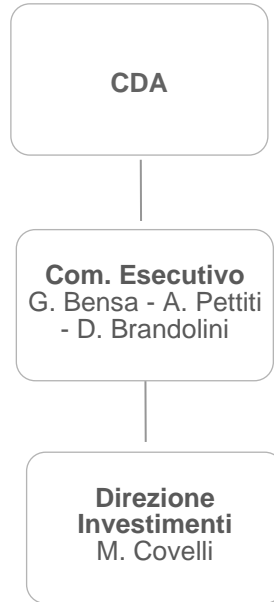 CDA
Com. Esecutivo
G. Bensa - A. Pettiti
- D. Brandolini
Direzione
Investimenti
M. Covelli